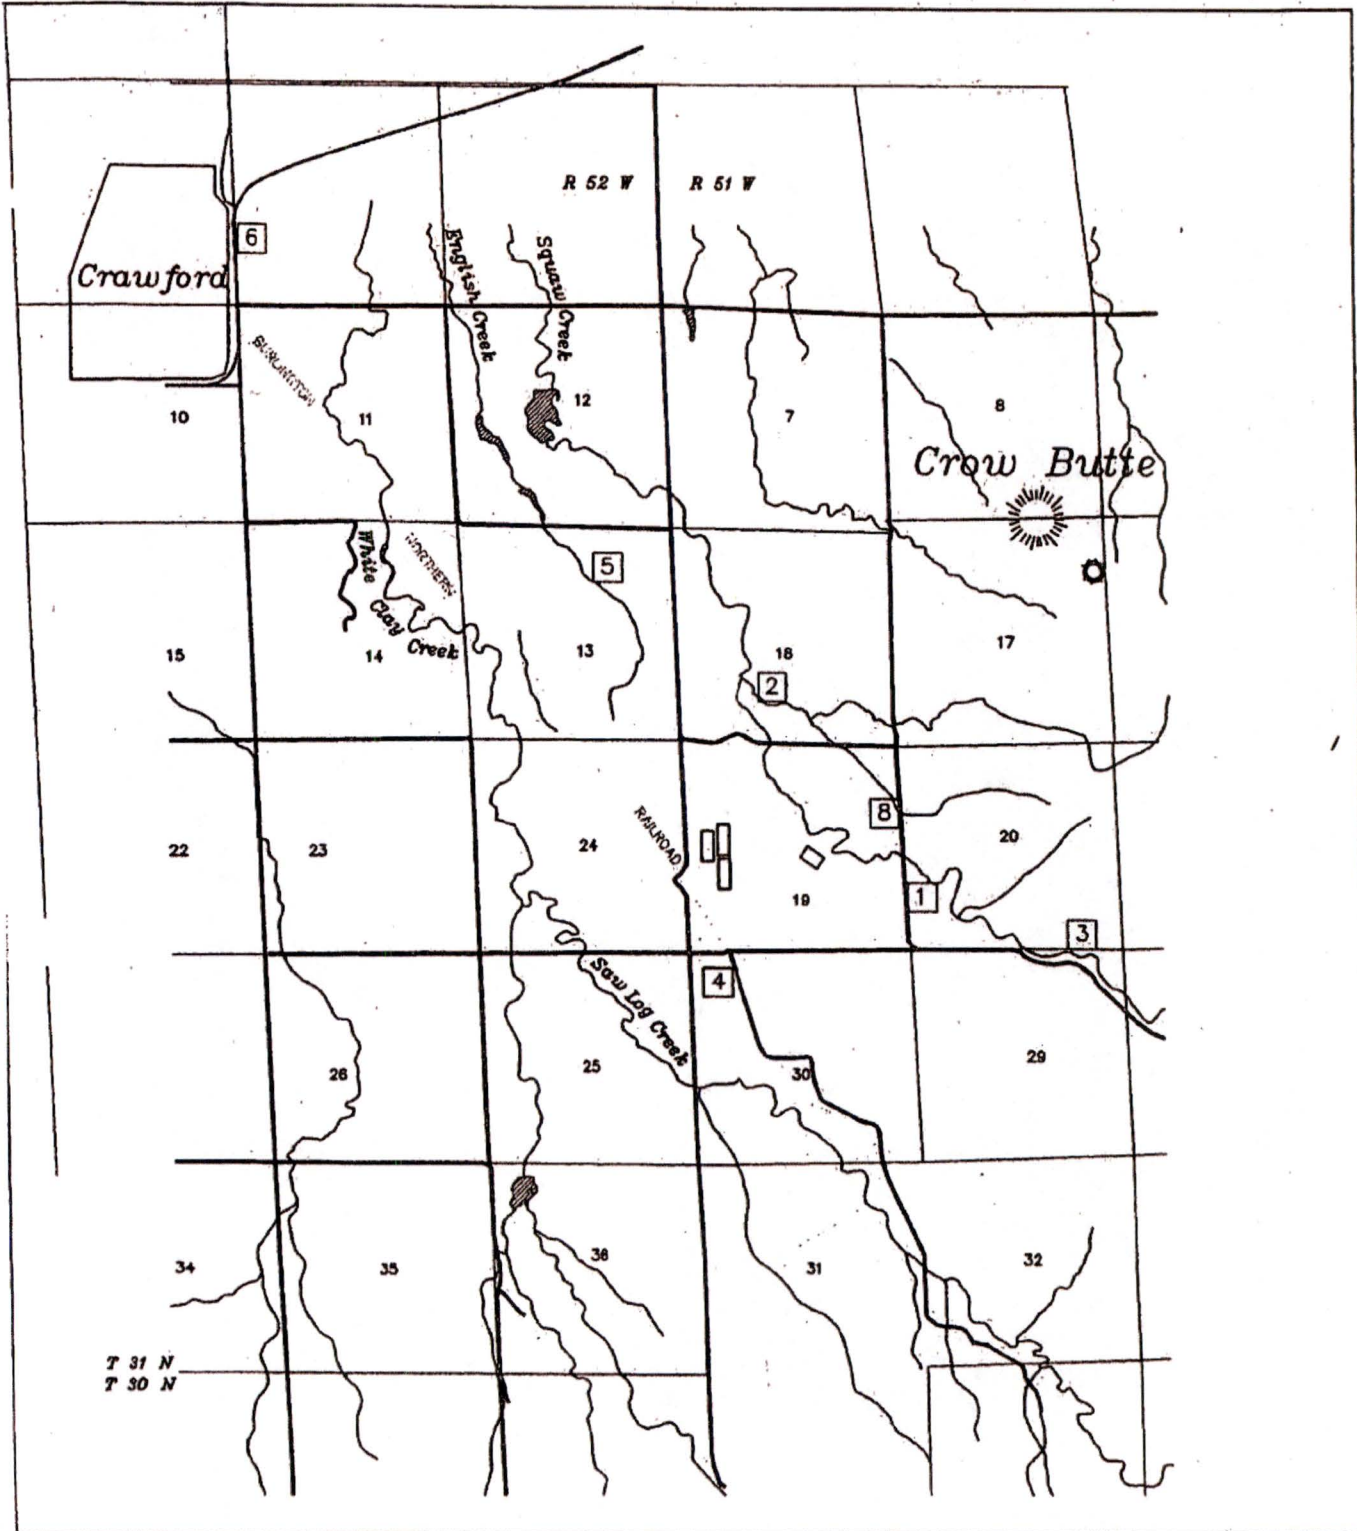 R 52 W R 51 W
6
Crawford
English Creek
Squaw Creek
BURLINGTON
10
11
12
7
8
Crow Butte
White
Clay
Creek
NORTHERN
5
15
14
13
18
17
2
22
23
24
RAILROAD
8
20
19
1
3
4
Saw Log Creek
26
25
30
29
34
35
36
31
32
T 31 N
T 30 N